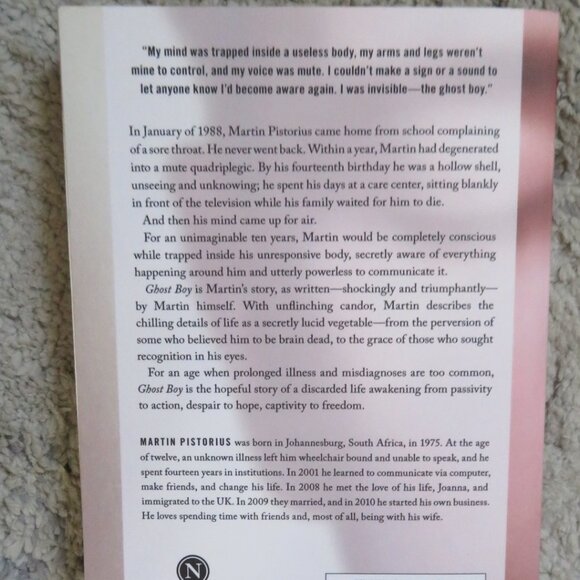 "My mind was trapped inside a useless body, my arms and legs weren't
mine to control, and my voice was mute. I couldn't make a sign or a sound to
let anyone know I'd become aware again. I was invisible—the ghost boy."
In January of 1988, Martin Pistorius came home from school complaining
of a sore throat. He never went back. Within a year, Martin had degenerated
into a mute quadriplegic. By his fourteenth birthday he was a hollow shell,
unseeing and unknowing; he spent his days at a care center, sitting blankly
in front of the television while his family waited for him to die.
And then his mind came up for air.
For an unimaginable ten years, Martin would be completely conscious
while trapped inside his unresponsive body, secretly aware of everything
happening around him and utterly powerless to communicate it.
Ghost Boy is Martin's story, as written—shockingly and triumphantly—
by Martin himself. With unflinching candor, Martin describes the
chilling details of life as a secretly lucid vegetable—from the perversion of
some who believed him to be brain dead, to the grace of those who sought
recognition in his eyes.
For an age when prolonged illness and misdiagnoses are too common,
Ghost Boy is the hopeful story of a discarded life awakening from passivity
to action, despair to hope, captivity to freedom.
MARTIN PISTORIUS was born in Johannesburg, South Africa, in 1975. At the age
of twelve, an unknown illness left him wheelchair bound and unable to speak, and he
spent fourteen years in institutions. In 2001 he learned to communicate via computer,
make friends, and change his life. In 2008 he met the love of his life, Joanna, and
immigrated to the UK. In 2009 they married, and in 2010 he started his own business.
He loves spending time with friends and, most of all, being with his wife.
N